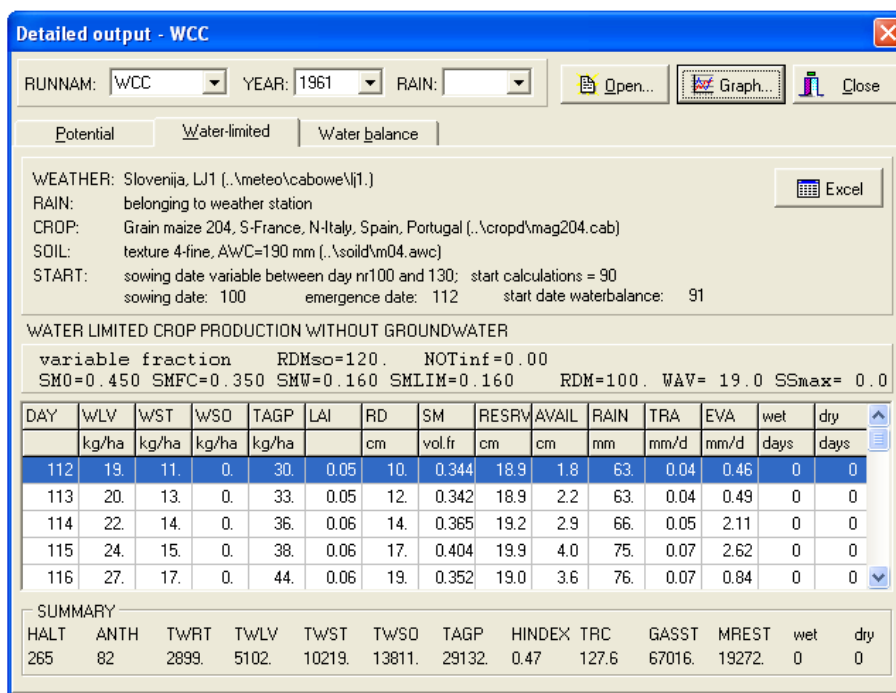 Detailed output - WCC
RUNNAM: WCC YEAR: 1961 RAIN: Open... Graph... Close
Potential Water-limited Water balance
WEATHER: Slovenija, LJ1 (..\meteo\cabowe\lj1.)
Excel
RAIN: belonging to weather station
CROP: Grain maize 204, S-France, N-Italy, Spain, Portugal (..\cropd\mag204.cab)
SOIL: texture 4-fine, AWC=190 mm (..\soild\m04.awc)
START: sowing date variable between day nr100 and 130; start calculations = 90
sowing date: 100 emergence date: 112 start date waterbalance: 91
WATER LIMITED CROP PRODUCTION WITHOUT GROUNDWATER
variable fraction RDMso=120. NOTinf=0.00
SM0=0.450 SMFC=0.350 SMW=0.160 SMLIM=0.160 RDM=100. WAV= 19.0 SSmax= 0.0
DAY WLV WST WSO TAGP LAI RD SM RESRV AVAIL RAIN TRA EVA wet dry
kg/ha kg/ha kg/ha kg/ha cm vol.fr cm cm mm mm/d mm/d days days
112 19. 11. 0. 30. 0.05 10. 0.344 18.9 1.8 63. 0.04 0.46 0 0
113 20. 13. 0. 33. 0.05 12. 0.342 18.9 2.2 63. 0.04 0.49 0 0
114 22. 14. 0. 36. 0.06 14. 0.365 19.2 2.9 66. 0.05 2.11 0 0
115 24. 15. 0. 38. 0.06 17. 0.404 19.9 4.0 75. 0.07 2.62 0 0
116 27. 17. 0. 44. 0.06 19. 0.352 19.0 3.6 76. 0.07 0.84 0 0
SUMMARY
HALT ANTH TWRT TWLV TWST TWSO TAGP HINDEX TRC GASST MREST wet dry
265 82 2899. 5102. 10219. 13811. 29132. 0.47 127.6 67016. 19272. 0 0